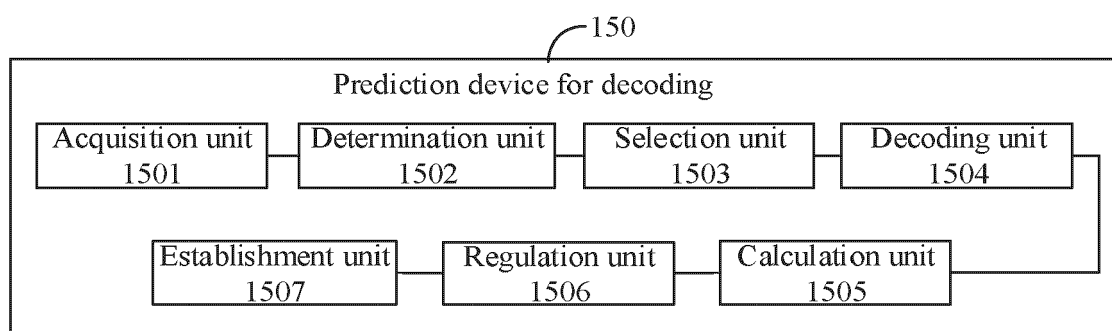 150
Prediction device for decoding
Acquisition unit
1501
Determination unit
1502
Selection unit
1503
Decoding unit
1504
Establishment unit
1507
Regulation unit
1506
Calculation unit
1505